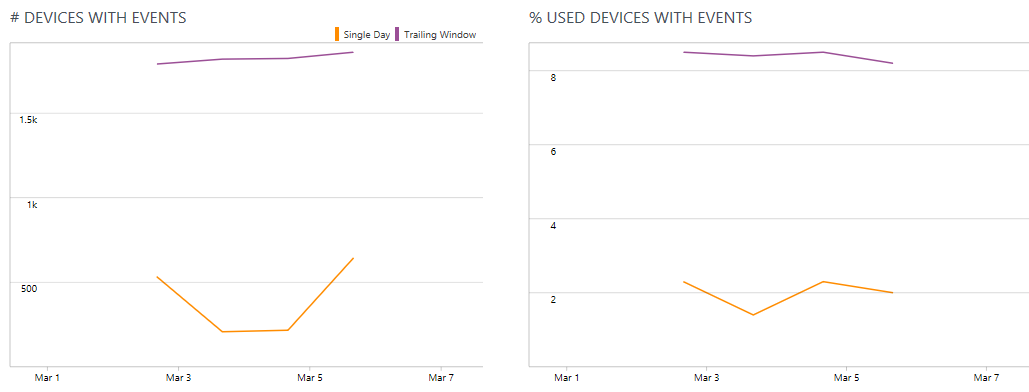 # DEVICES WITH EVENTS
Single Day Trailing Window
1.5k
1k
500
Mar 1 Mar 3 Mar 5 Mar 7
% USED DEVICES WITH EVENTS
8
6
4
2
Mar 1 Mar 3 Mar 5 Mar 7